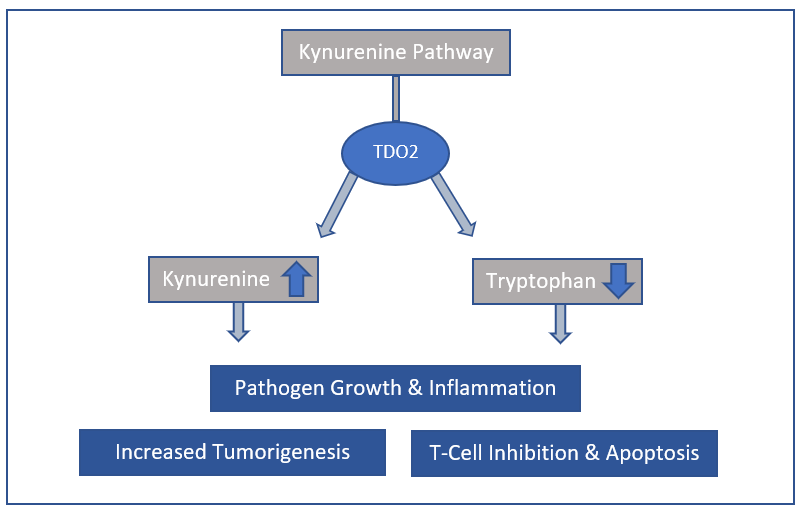 Kynurenine Pathway
TDO2
Kynurenine
Tryptophan
Pathogen Growth & Inflammation
Increased Tumorigenesis
T-Cell Inhibition & Apoptosis